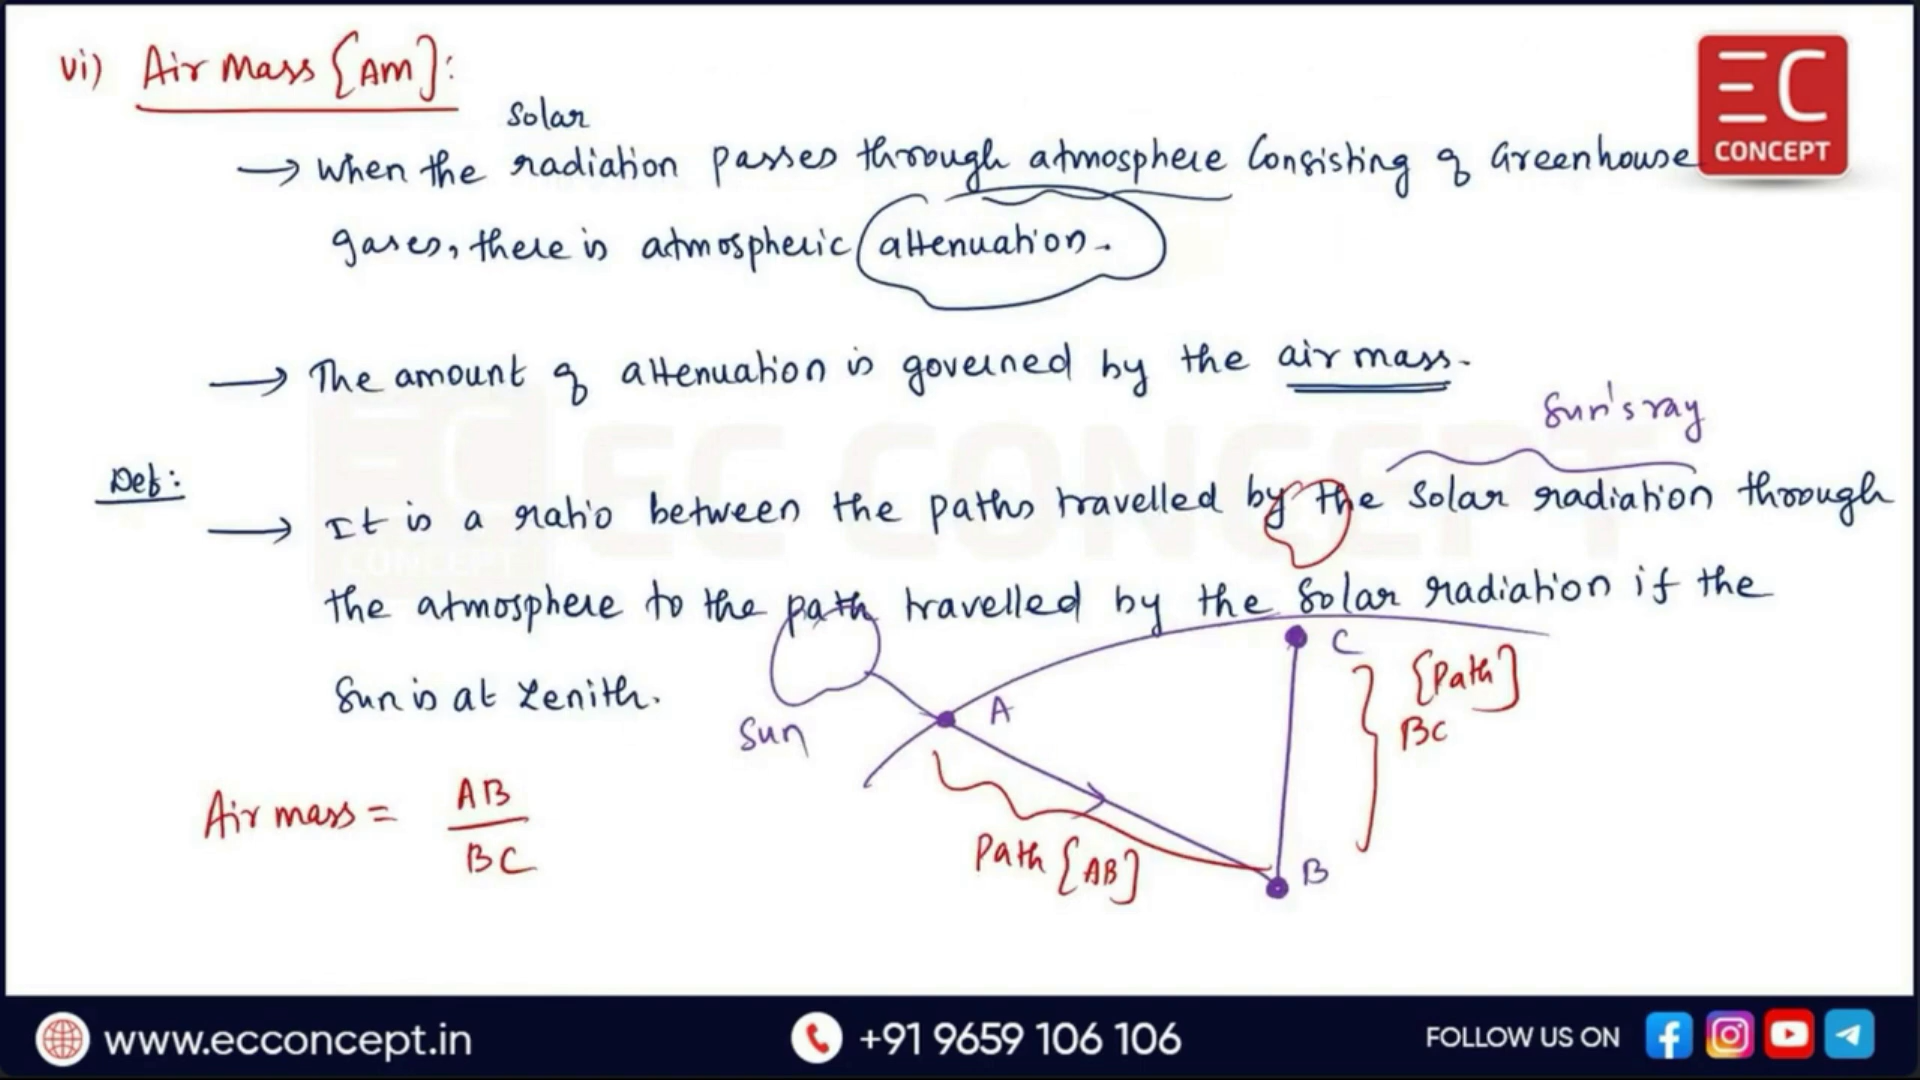 vi) Air Mass {AM}:
solar
→ When the radiation passes through atmosphere consisting of Greenhouse
gases, there is atmospheric attenuation.
→ The amount of attenuation is governed by the air mass.
Sun's ray
Def:
→ It is a ratio between the paths travelled by the solar radiation through
the atmosphere to the path travelled by the solar radiation if the
Sun is at Zenith.
Sun
A
C
{Path}
BC
Air mass = AB
BC
Path {AB}
B
EC
CONCEPT
EC CONCEPT
CONCEPT
www.ecconcept.in
+91 9659 106 106
FOLLOW US ON